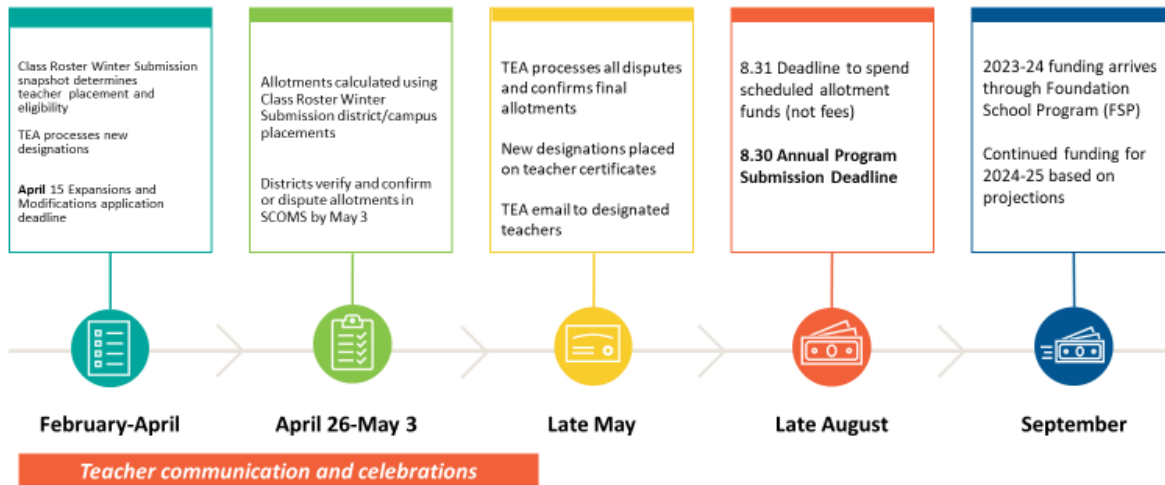 Class Roster Winter Submission
snapshot determines
teacher placement and
eligibility
TEA processes new
designations
April 15 Expansions and
Modifications application
deadline
Allotments calculated using
Class Roster Winter
Submission district/campus
placements
Districts verify and confirm
or dispute allotments in
SCOMS by May 3
TEA processes all disputes
and confirms final
allotments
New designations placed
on teacher certificates
TEA email to designated
teachers
8.31 Deadline to spend
scheduled allotment
funds (not fees)
8.30 Annual Program
Submission Deadline
2023-24 funding arrives
through Foundation
School Program (FSP)
Continued funding for
2024-25 based on
projections
February-April
April 26-May 3
Late May
Late August
September
Teacher communication and celebrations